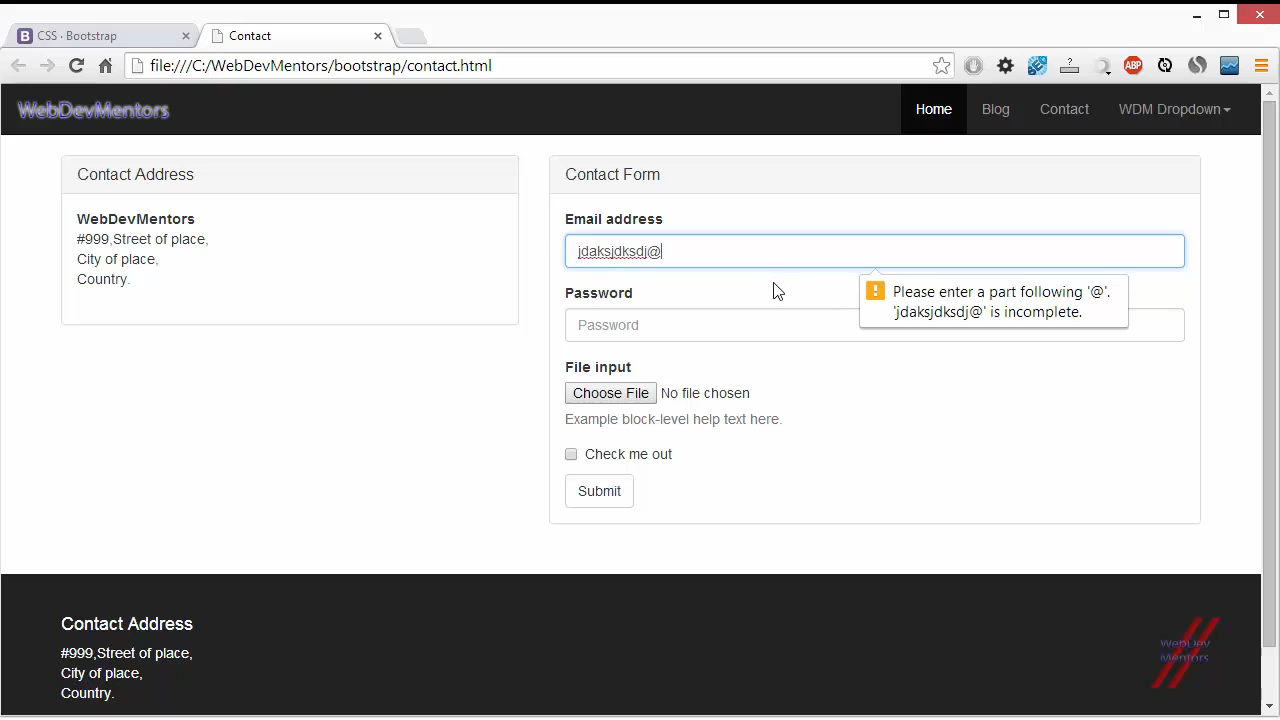 CSS · Bootstrap
Contact
file:///C:/WebDevMentors/bootstrap/contact.html
ABP
WebDevMentors
Home
Blog
Contact
WDM Dropdown
Contact Address
WebDevMentors
#999,Street of place,
City of place,
Country.
Contact Form
Email address
jdaksjdksdj@
Please enter a part following '@'.
'jdaksjdksdj@' is incomplete.
Password
Password
File input
Choose File No file chosen
Example block-level help text here.
Check me out
Submit
Contact Address
#999,Street of place,
City of place,
Country.
WebDev
Mentors